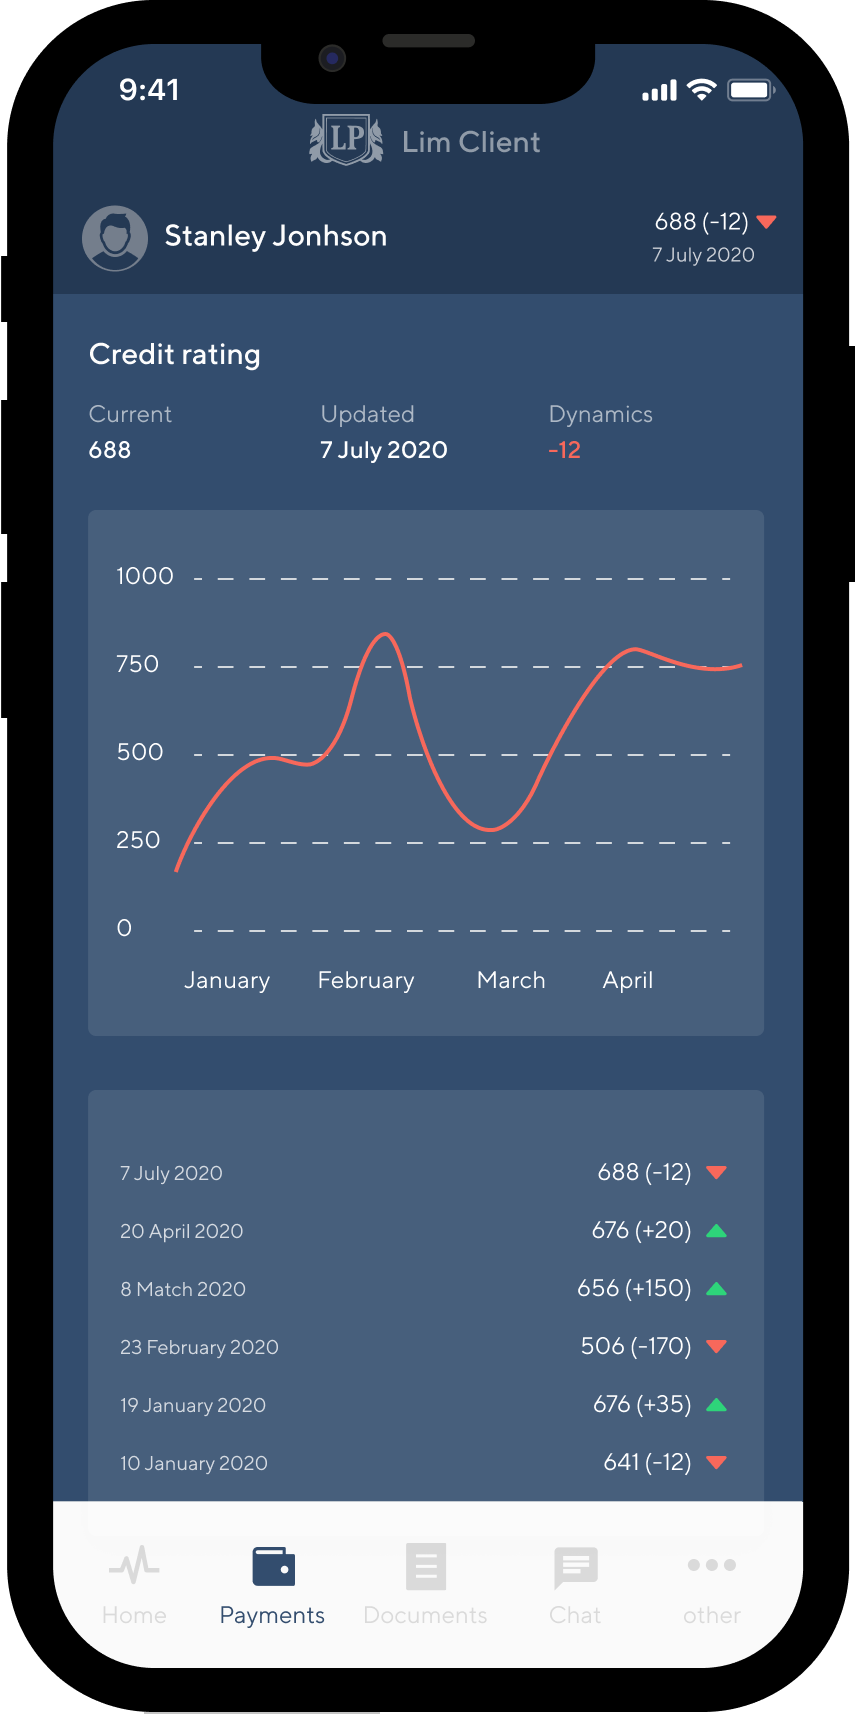 9:41
LP Lim Client
Stanley Jonhson
688 (-12)
7 July 2020
Credit rating
Current Updated Dynamics
688 7 July 2020 -12
1000
750
500
250
0
January February March April
7 July 2020 688 (-12)
20 April 2020 676 (+20)
8 Match 2020 656 (+150)
23 February 2020 506 (-170)
19 January 2020 676 (+35)
10 January 2020 641 (-12)
Home Payments Documents Chat other